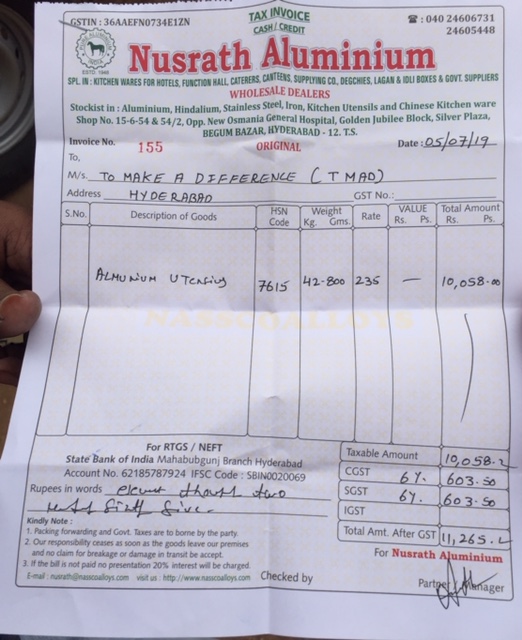 GSTIN : 36AAEFN0734E1ZN
TAX INVOICE
CASH / CREDIT
☎ : 040 24606731
24605448
ESTD. 1946
Nusrath Aluminium
SPL. IN : KITCHEN WARES FOR HOTELS, FUNCTION HALL, CATERERS, CANTEENS, SUPPLYING CO., DEGCHIES, LAGAN & IDLI BOXES & GOVT. SUPPLIERS
WHOLESALE DEALERS
Stockist in : Aluminium, Hindalium, Stainless Steel, Iron, Kitchen Utensils and Chinese Kitchen ware
Shop No. 15-6-54 & 54/2, Opp. New Osmania General Hospital, Golden Jubilee Block, Silver Plaza,
BEGUM BAZAR, HYDERABAD - 12. T.S.
Invoice No. 155 ORIGINAL Date : 05/07/19
To,
M/s. TO MAKE A DIFFERENCE (TMAD)
Address HYDERABAD GST No.:
S.No. Description of Goods HSN Code Weight Kg. Gms. Rate VALUE Rs. Ps. Total Amount Rs. Ps.
ALMUNIUM UTENSILS 7615 42-800 235 — 10,058-00
NASSCOALLOYS
For RTGS / NEFT
State Bank of India Mahabubgunj Branch Hyderabad
Account No. 62185787924 IFSC Code : SBIN0020069
Rupees in words eleven thousand two
Sixty five
Taxable Amount 10,058
CGST 6% 603-50
SGST 6% 603-50
IGST
Total Amt. After GST 11,265
Kindly Note :
1. Packing forwarding and Govt. Taxes are to borne by the party.
2. Our responsibility ceases as soon as the goods leave our premises
and no claim for breakage or damage in transit be accept.
3. If the bill is not paid no presentation 20% interest will be charged.
E-mail : nusrath@nasscoalloys.com visit us : http://www.nasscoalloys.com
Checked by
For Nusrath Aluminium
Partner / Manager